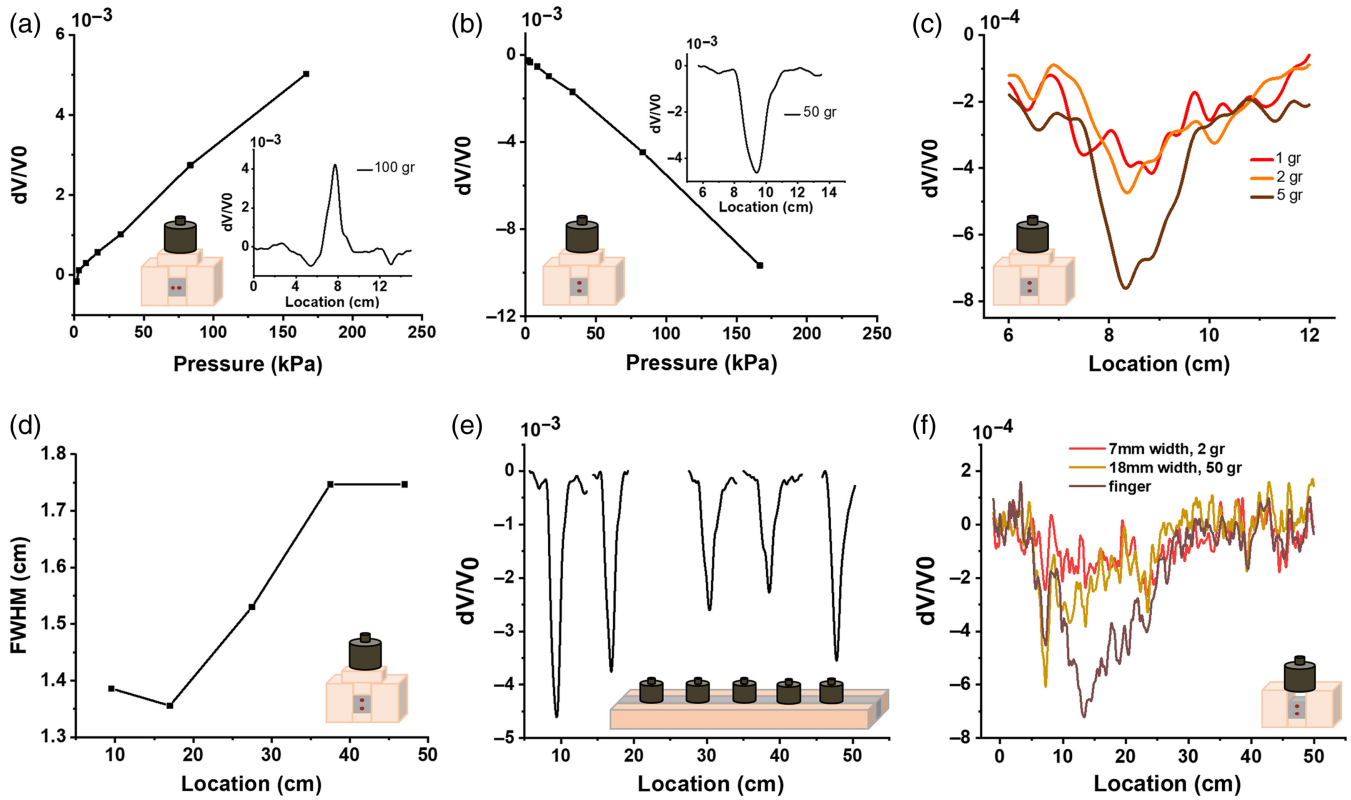 (a)
10⁻³
6
4
2
0
dV/V0
0
50
100
150
200
250
Pressure (kPa)
10⁻³
4
2
0
dV/V0
100 gr
0
4
8
12
Location (cm)
(b)
10⁻³
0
−4
−8
−12
dV/V0
0
50
100
150
200
250
Pressure (kPa)
10⁻³
0
−2
−4
dV/V0
50 gr
6
8
10
12
14
Location (cm)
(c)
10⁻⁴
0
−2
−4
−6
−8
dV/V0
1 gr
2 gr
5 gr
6
8
10
12
Location (cm)
(d)
1.8
1.7
1.6
1.5
1.4
1.3
FWHM (cm)
10
20
30
40
50
Location (cm)
(e)
10⁻³
0
−1
−2
−3
−4
−5
dV/V0
10
20
30
40
50
Location (cm)
(f)
10⁻⁴
2
0
−2
−4
−6
−8
dV/V0
7mm width, 2 gr
18mm width, 50 gr
finger
0
10
20
30
40
50
Location (cm)